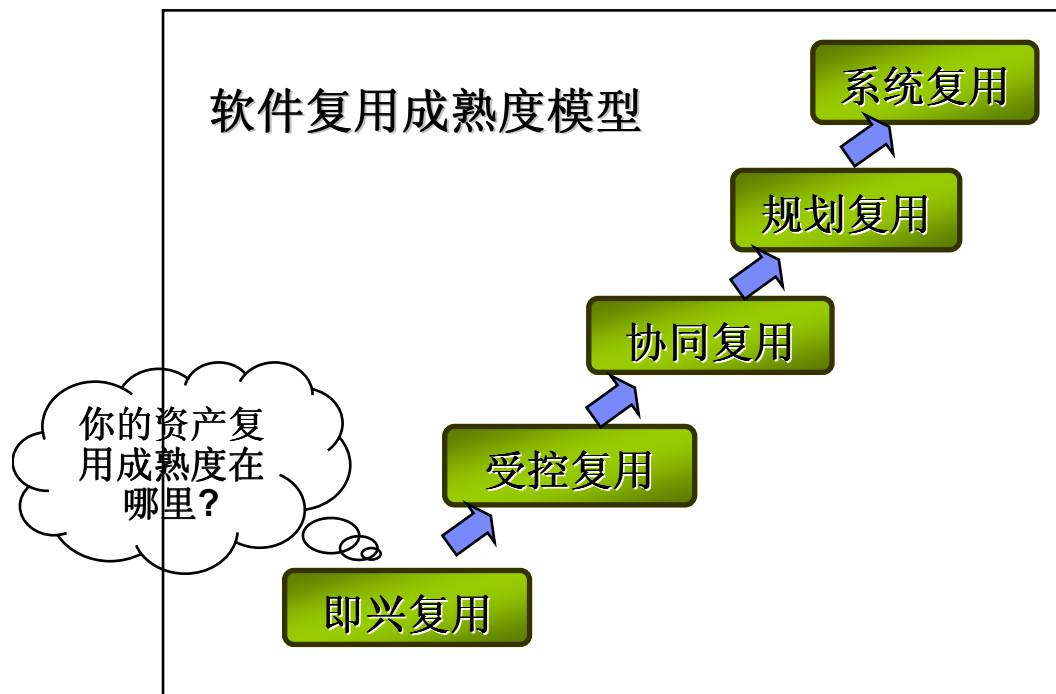 系统复用
软件复用成熟度模型
规划复用
协同复用
你的资产复
用成熟度在
哪里?
受控复用
即兴复用